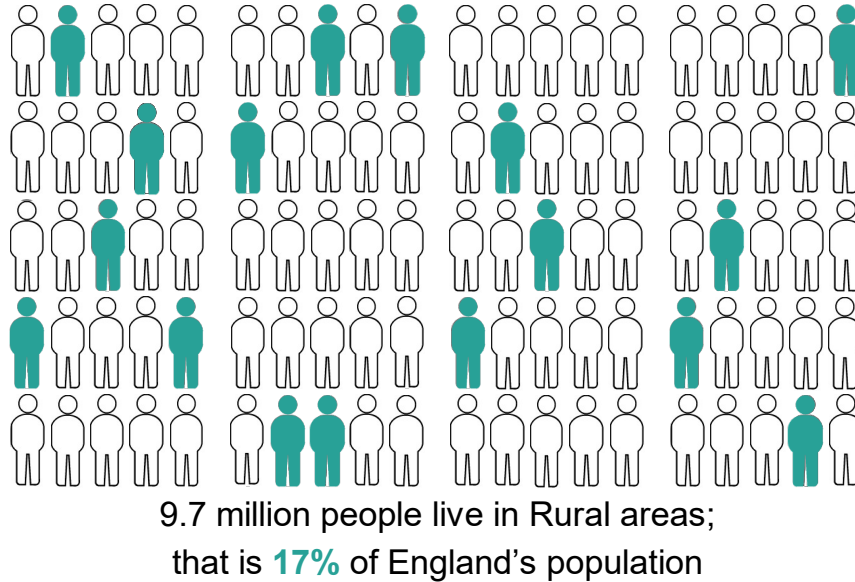 9.7 million people live in Rural areas;
that is 17% of England’s population